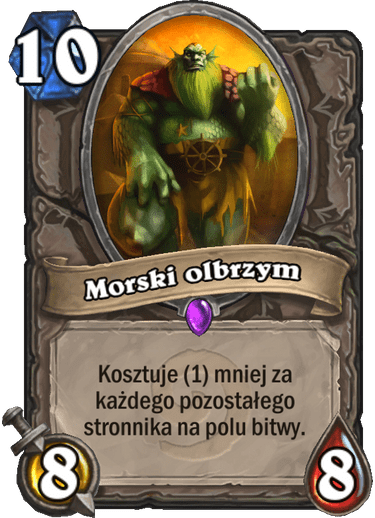 10
Morski olbrzym
Kosztuje (1) mniej za
każdego pozostałego
stronnika na polu bitwy.
8
8